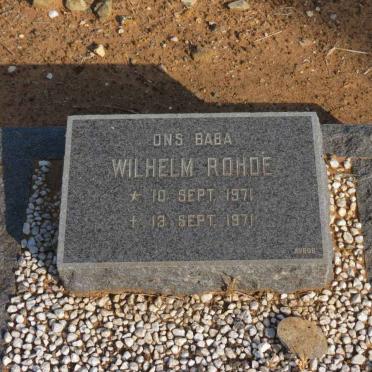 ONS BABA
WILHELM ROHDE
* 10 SEPT. 1971
† 13 SEPT. 1971